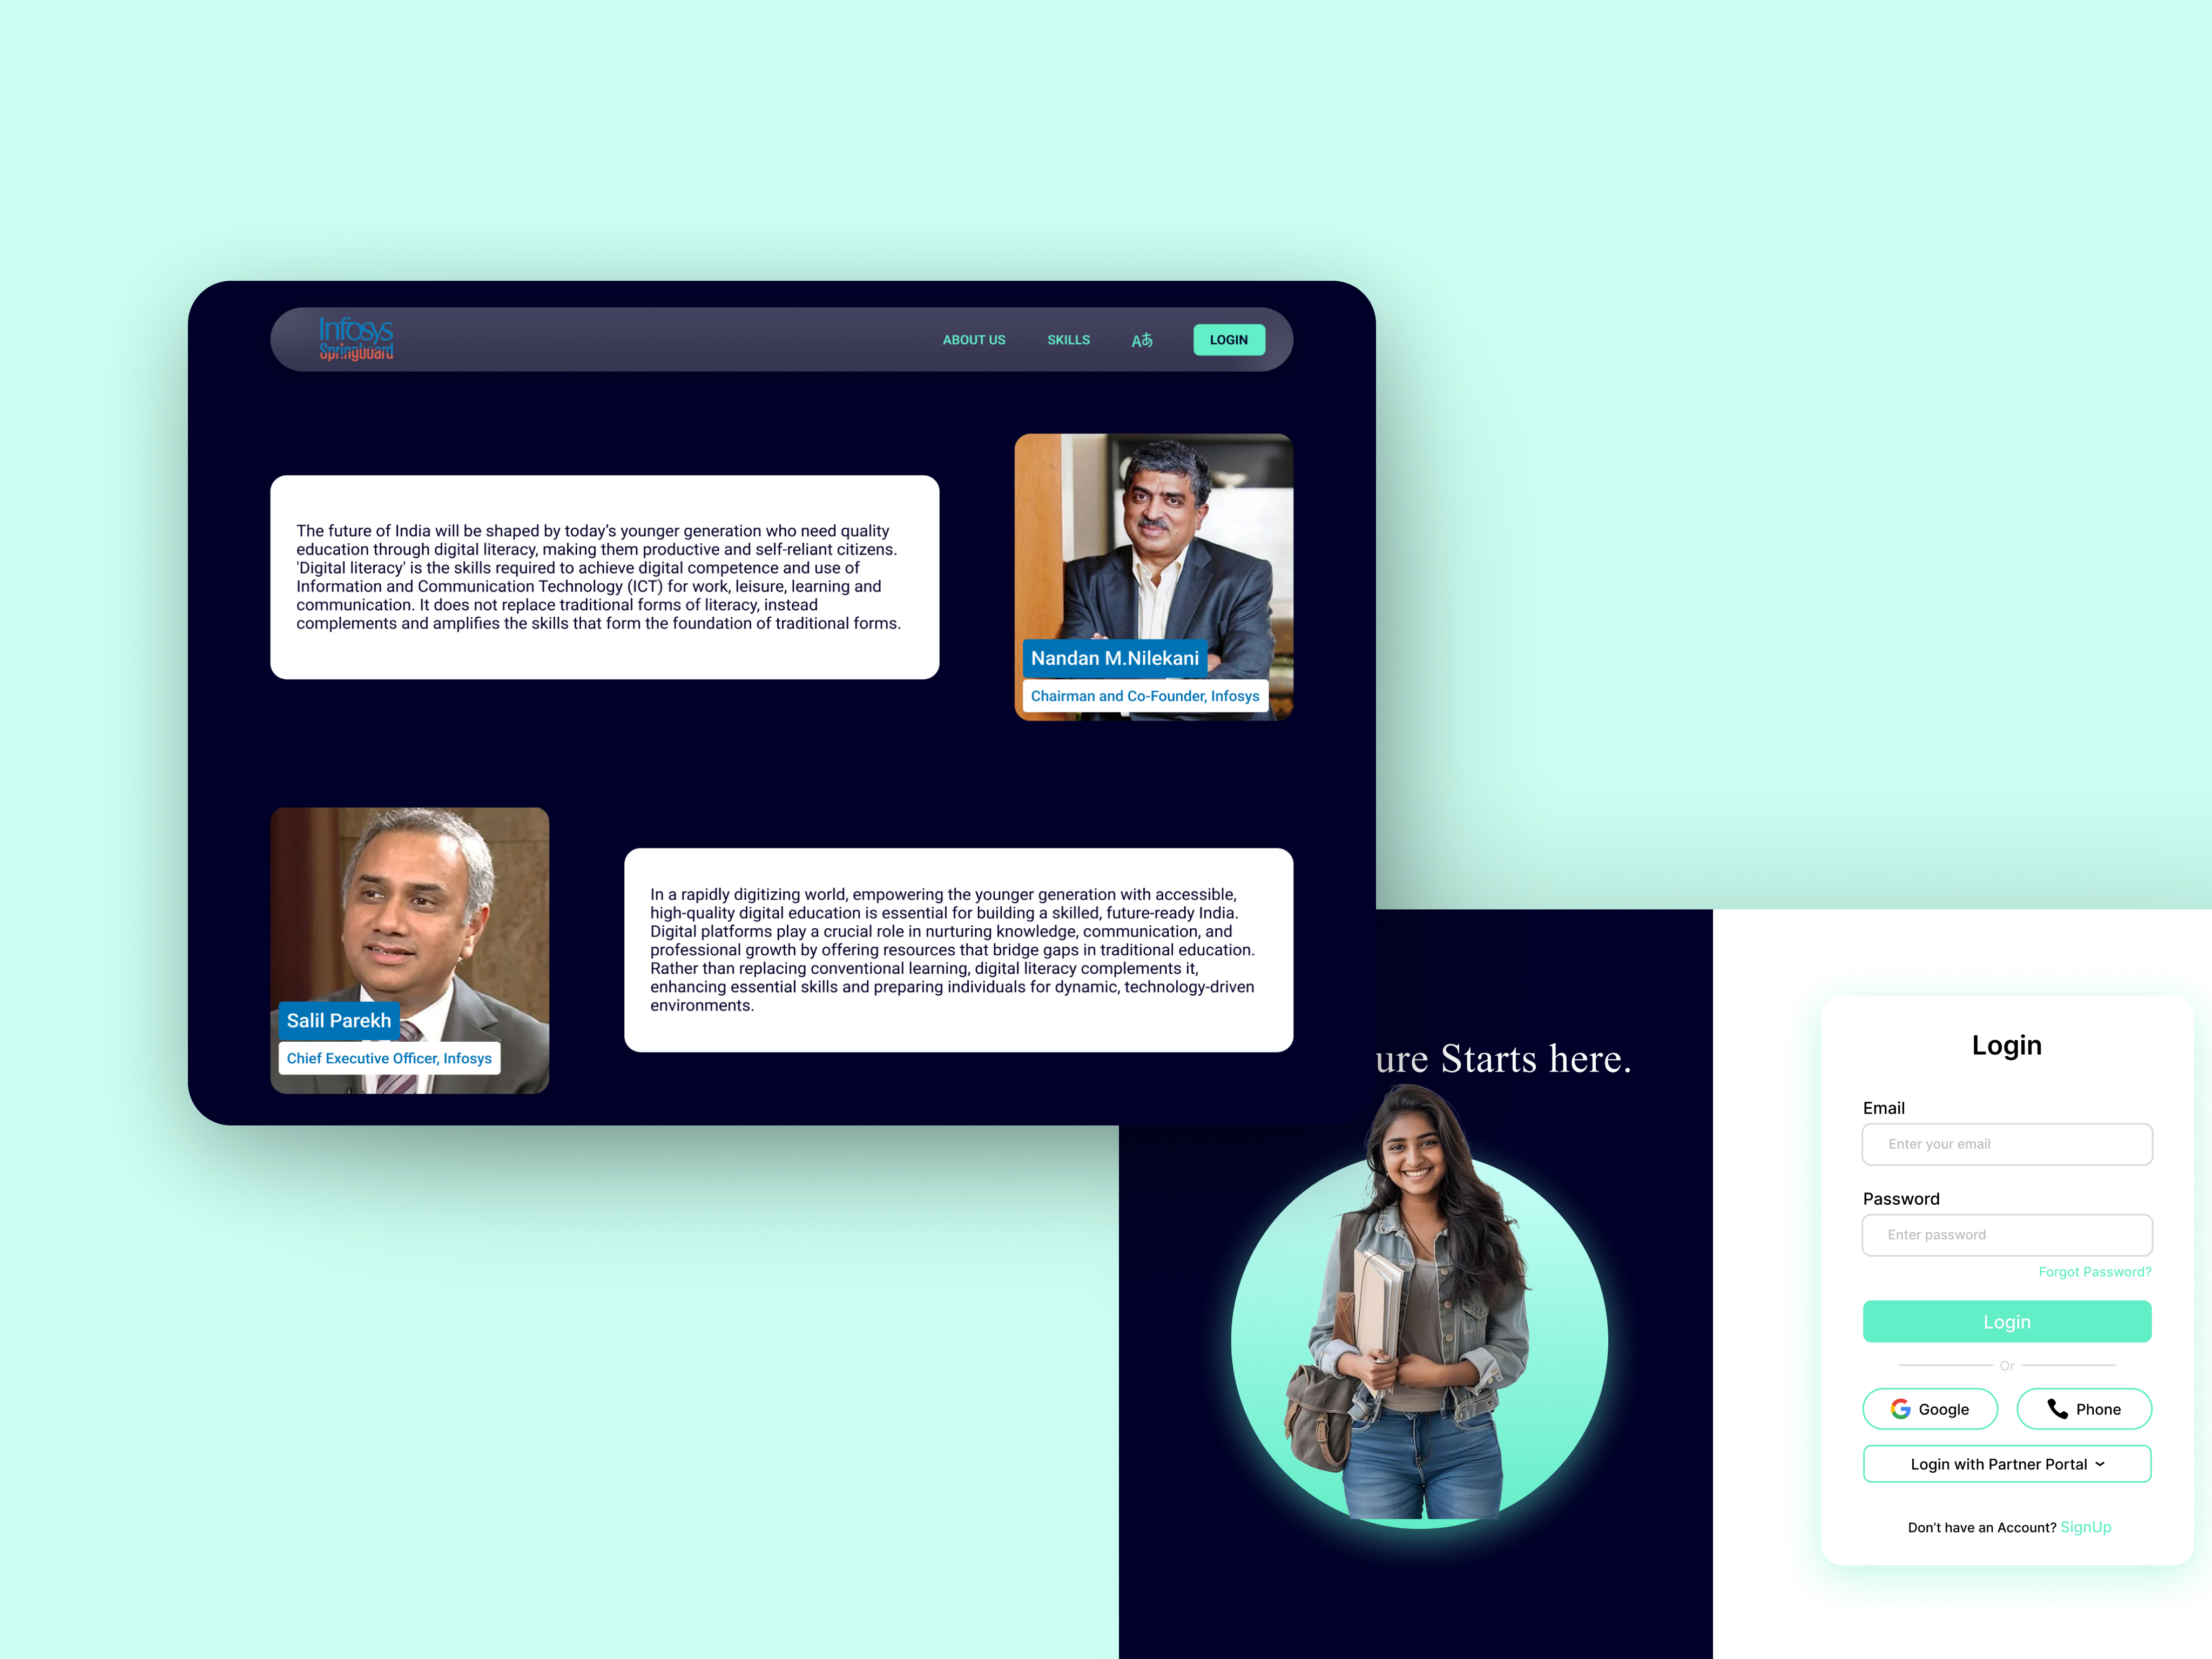 Infosys
Springboard
ABOUT US
SKILLS
Aあ
LOGIN
The future of India will be shaped by today’s younger generation who need quality
education through digital literacy, making them productive and self-reliant citizens.
'Digital literacy' is the skills required to achieve digital competence and use of
Information and Communication Technology (ICT) for work, leisure, learning and
communication. It does not replace traditional forms of literacy, instead
complements and amplifies the skills that form the foundation of traditional forms.
Nandan M.Nilekani
Chairman and Co-Founder, Infosys
Salil Parekh
Chief Executive Officer, Infosys
In a rapidly digitizing world, empowering the younger generation with accessible,
high-quality digital education is essential for building a skilled, future-ready India.
Digital platforms play a crucial role in nurturing knowledge, communication, and
professional growth by offering resources that bridge gaps in traditional education.
Rather than replacing conventional learning, digital literacy complements it,
enhancing essential skills and preparing individuals for dynamic, technology-driven
environments.
ure Starts here.
Login
Email
Enter your email
Password
Enter password
Forgot Password?
Login
Or
Google
Phone
Login with Partner Portal
Don’t have an Account? SignUp